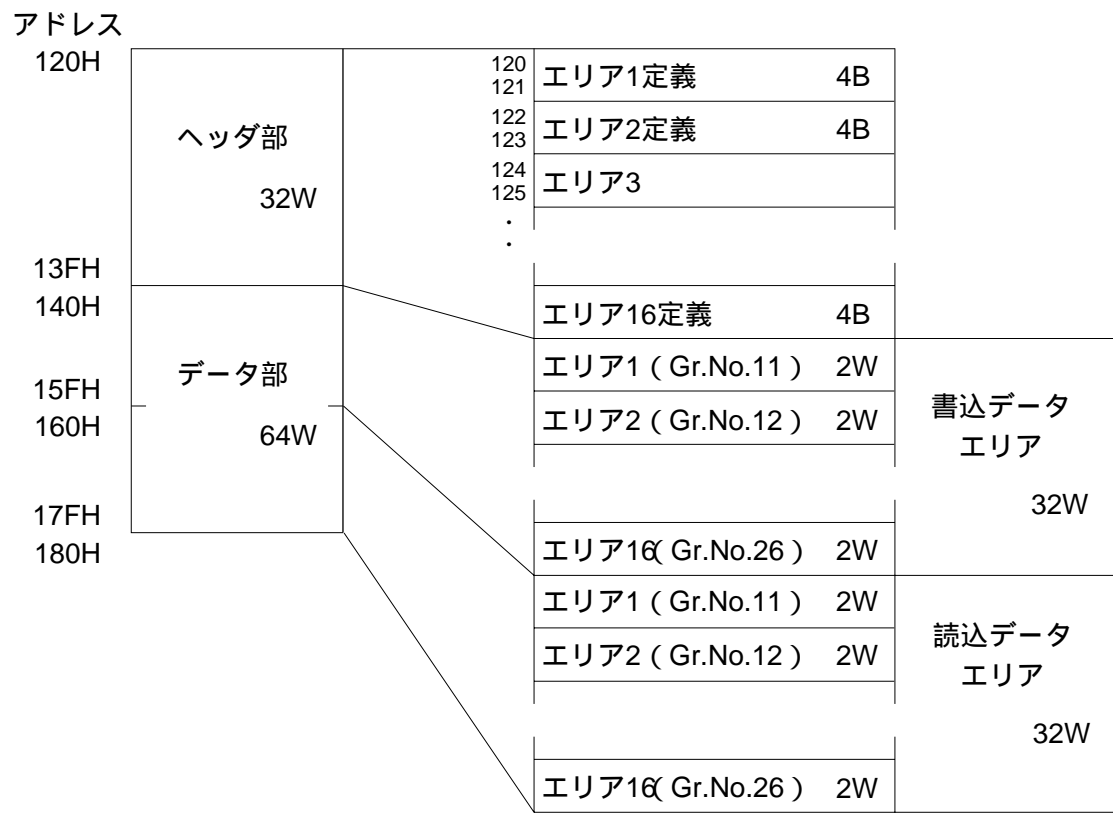 アドレス
120H
ヘッダ部
32W
13FH
140H
データ部
15FH
160H
64W
17FH
180H
120
121
エリア1定義 4B
122
123
エリア2定義 4B
124
125
エリア3
・
・
エリア16定義 4B
エリア1 ( Gr.No.11 ) 2W
エリア2 ( Gr.No.12 ) 2W
エリア16( Gr.No.26 ) 2W
書込データ
エリア
32W
エリア1 ( Gr.No.11 ) 2W
エリア2 ( Gr.No.12 ) 2W
エリア16( Gr.No.26 ) 2W
読込データ
エリア
32W